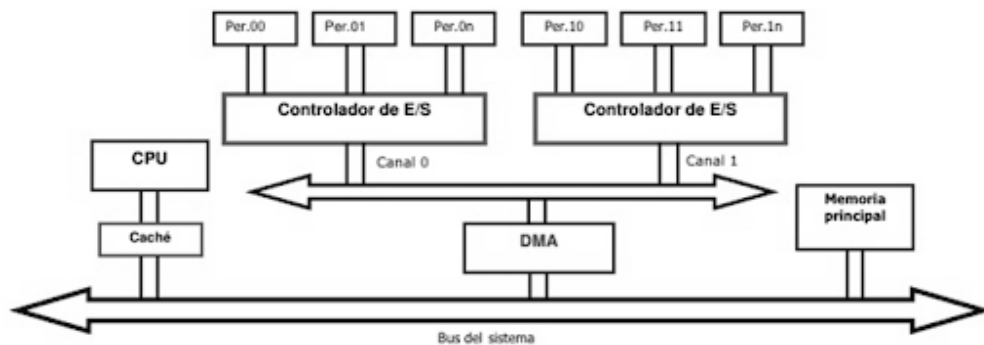 Per.00
Per.01
Per.0n
Per.10
Per.11
Per.1n
Controlador de E/S
Controlador de E/S
Canal 0
Canal 1
CPU
Caché
DMA
Memoria
principal
Bus del sistema